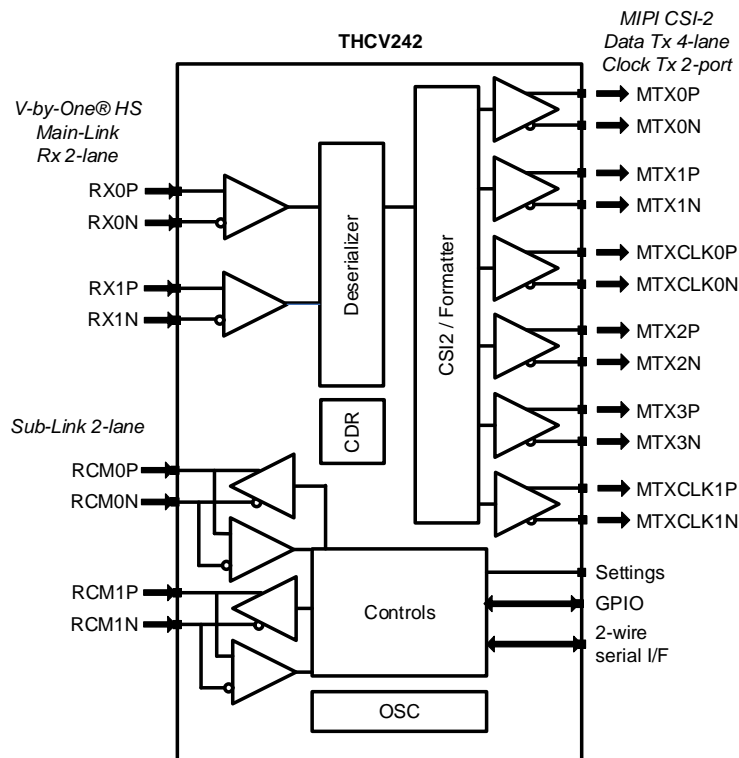 MIPI CSI-2
Data Tx 4-lane
Clock Tx 2-port
THCV242
V-by-One® HS
Main-Link
Rx 2-lane
RX0P
RX0N
RX1P
RX1N
Deserializer
CDR
CSI2 / Formatter
MTX0P
MTX0N
MTX1P
MTX1N
MTXCLK0P
MTXCLK0N
MTX2P
MTX2N
MTX3P
MTX3N
MTXCLK1P
MTXCLK1N
Sub-Link 2-lane
RCM0P
RCM0N
RCM1P
RCM1N
Controls
OSC
Settings
GPIO
2-wire
serial I/F